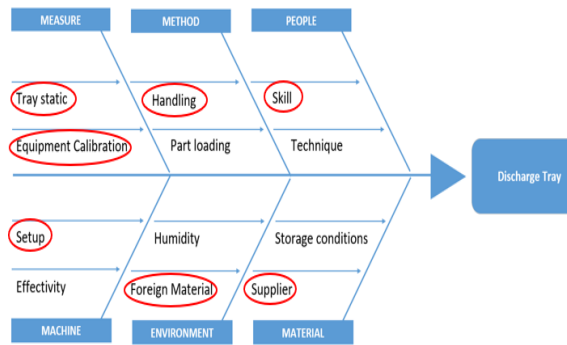 MEASURE
METHOD
PEOPLE
Tray static
Handling
Skill
Equipment Calibration
Part loading
Technique
Discharge Tray
Setup
Humidity
Storage conditions
Effectivity
Foreign Material
Supplier
MACHINE
ENVIRONMENT
MATERIAL